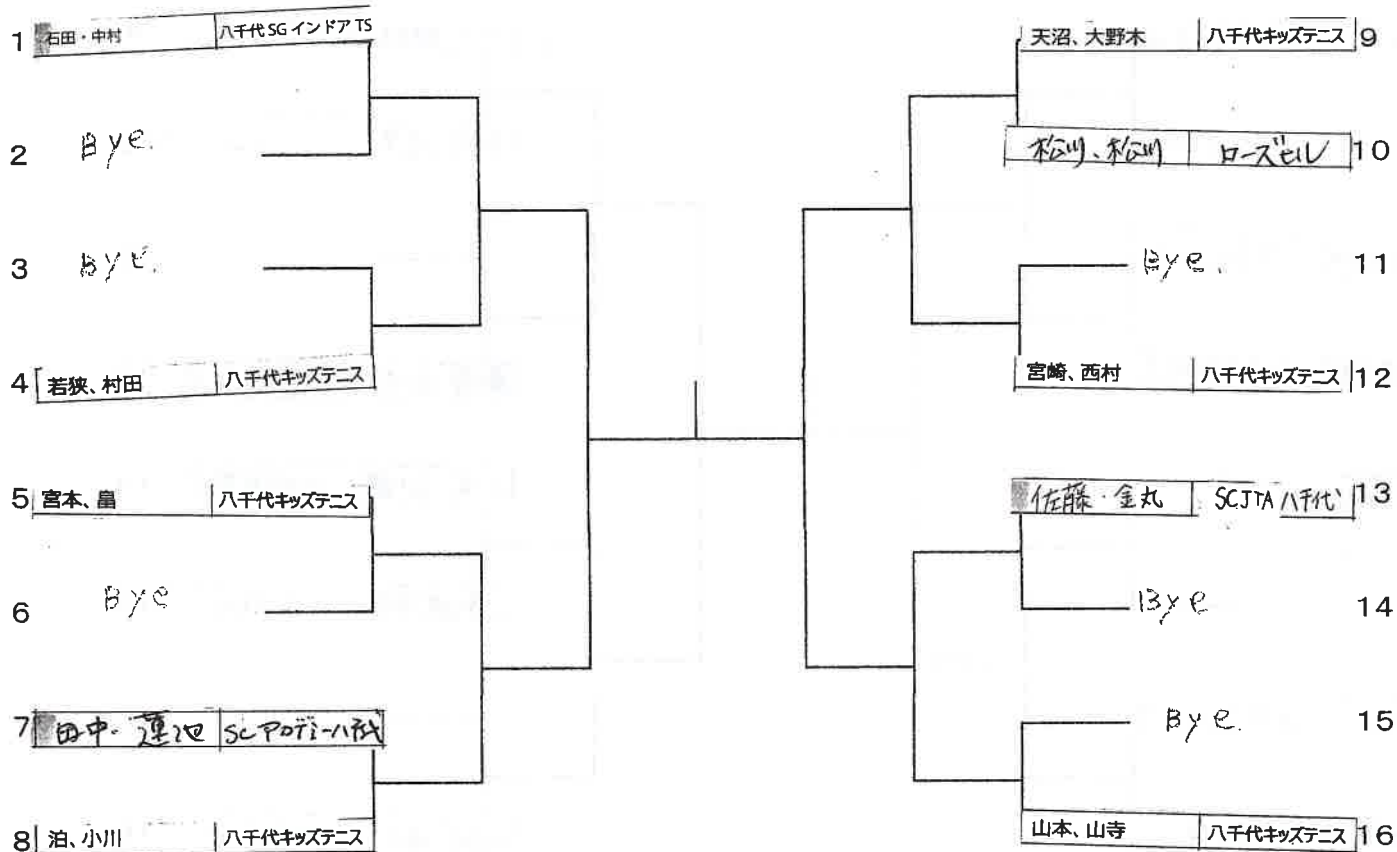 1 石田・中村 八千代SGインドアTS
2 Bye.
3 Bye.
4 若狭、村田 八千代キッズテニス
5 宮本、畠 八千代キッズテニス
6 Bye
7 田中・蓮池 SCアカデミー八千代
8 泊、小川 八千代キッズテニス
天沼、大野木 八千代キッズテニス 9
松川、松川 ローズヒル 10
Bye. 11
宮崎、西村 八千代キッズテニス 12
佐藤・金丸 SCJTA八千代 13
Bye 14
Bye. 15
山本、山寺 八千代キッズテニス 16